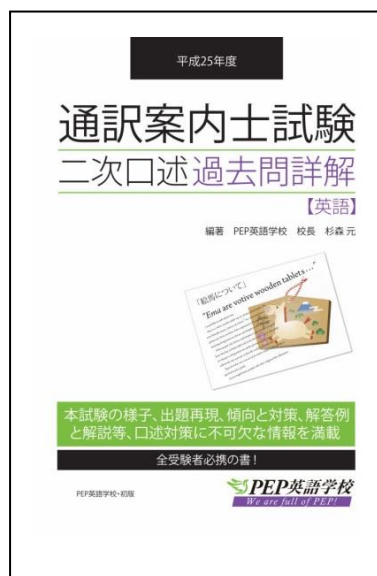 平成25年度
通訳案内士試験
二次口述過去問詳解
【英語】
編著 PEP英語学校 校長 杉森元
「絵馬について」
"Ema are votive wooden tablets..."
本試験の様子、出題再現、傾向と対策、解答例
と解説等、口述対策に不可欠な情報を満載
全受験者必携の書！
PEP英語学校・初版
PEP英語学校
We are full of PEP!